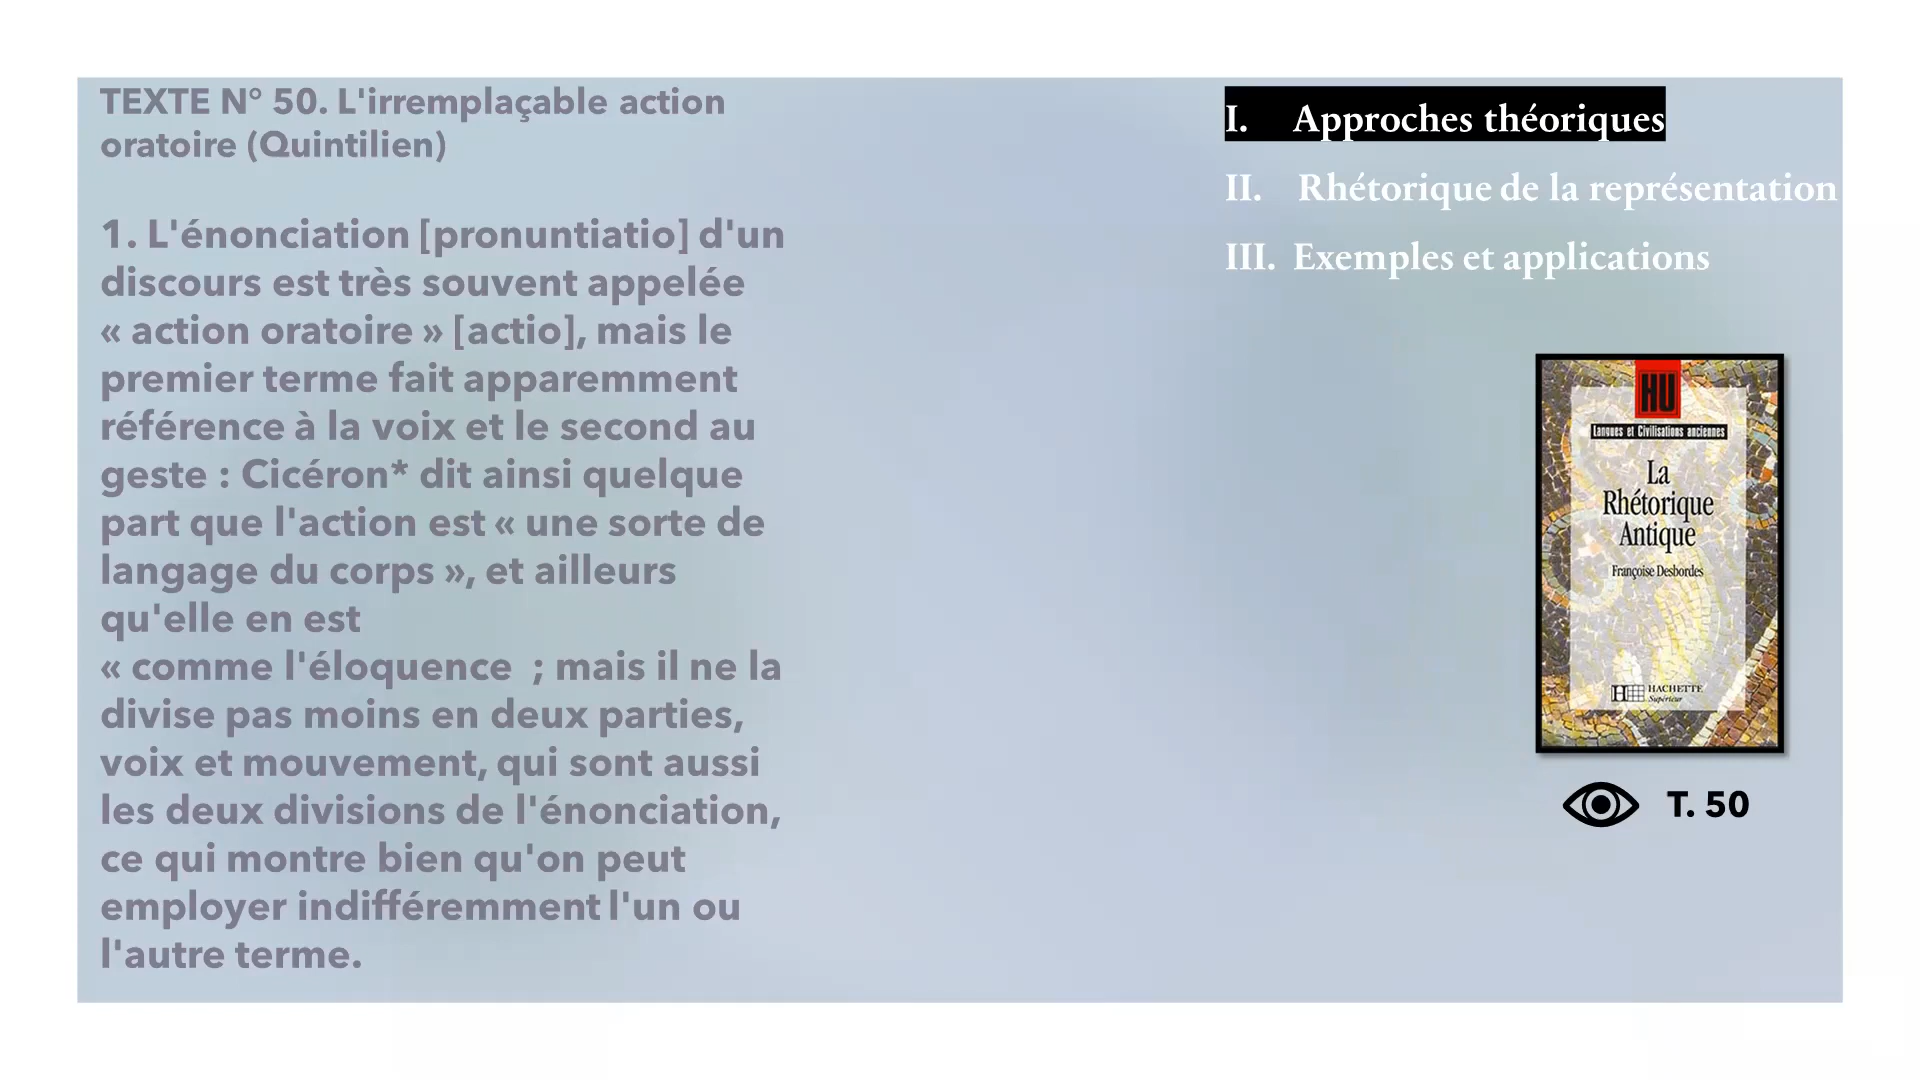 TEXTE N° 50. L'irremplaçable action
oratoire (Quintilien)
1. L'énonciation [pronuntiatio] d'un
discours est très souvent appelée
« action oratoire » [actio], mais le
premier terme fait apparemment
référence à la voix et le second au
geste : Cicéron* dit ainsi quelque
part que l'action est « une sorte de
langage du corps », et ailleurs
qu'elle en est
« comme l'éloquence  ; mais il ne la
divise pas moins en deux parties,
voix et mouvement, qui sont aussi
les deux divisions de l'énonciation,
ce qui montre bien qu'on peut
employer indifféremment l'un ou
l'autre terme.
I. Approches théoriques
II. Rhétorique de la représentation
III. Exemples et applications
HU
Langues et Civilisations anciennes
La
Rhétorique
Antique
Françoise Desbordes
H HACHETTE
Supérieur
T. 50